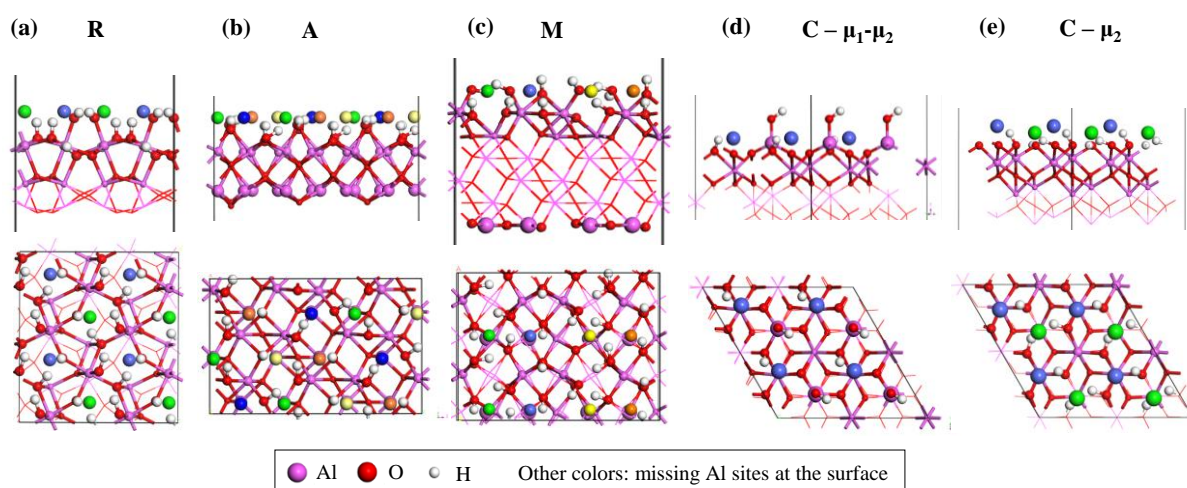 (a) R (b) A (c) M (d) C – μ₁-μ₂ (e) C – μ₂
Al O H Other colors: missing Al sites at the surface